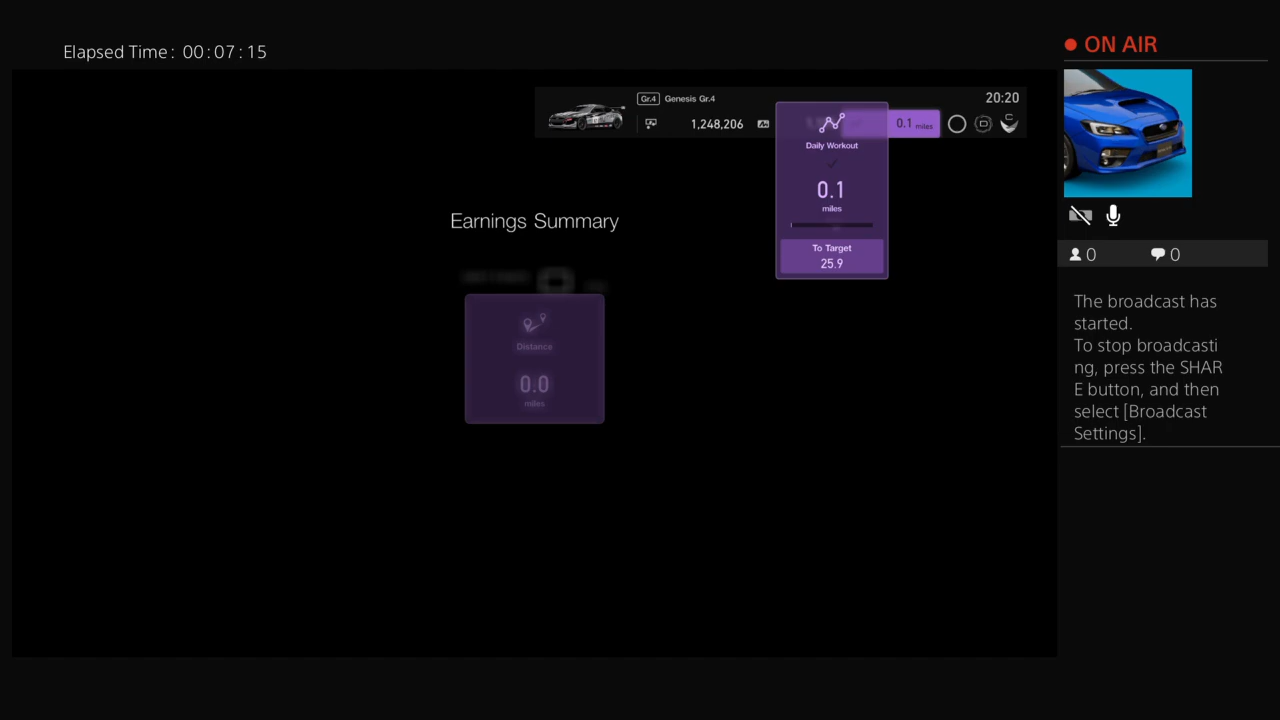 Elapsed Time: 00:07:15
ON AIR
Gr.4 Genesis Gr.4
20:20
1,248,206
0.1 miles
D
C
Daily Workout
0.1
miles
To Target
25.9
Earnings Summary
Distance
0.0
miles
0
0
The broadcast has
started.
To stop broadcasti
ng, press the SHAR
E button, and then
select [Broadcast
Settings].